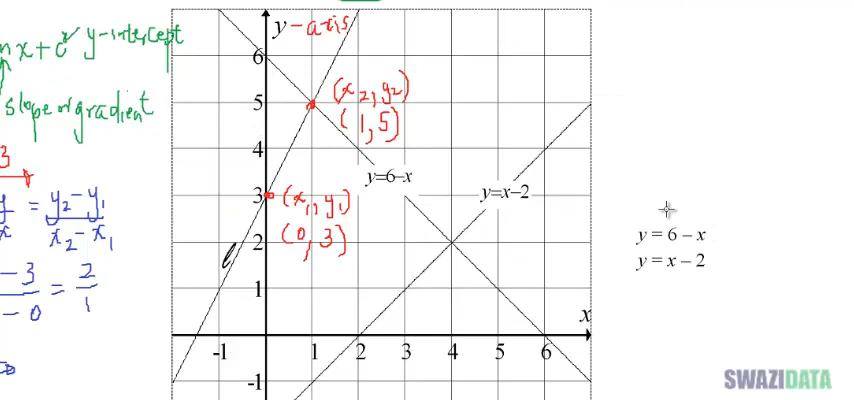 mx + c y-intercept
slope or gradient
3
y/x = y₂ – y₁ / x₂ – x₁
– 3 / – 0 = 2 / 1
y – axis
6
5
4
3
2
1
-1
(x₂, y₂)
(1, 5)
(x₁, y₁)
(0, 3)
l
y=6–x
y=x–2
x
-1 1 2 3 4 5 6
y = 6 – x
y = x – 2
SWAZIDATA